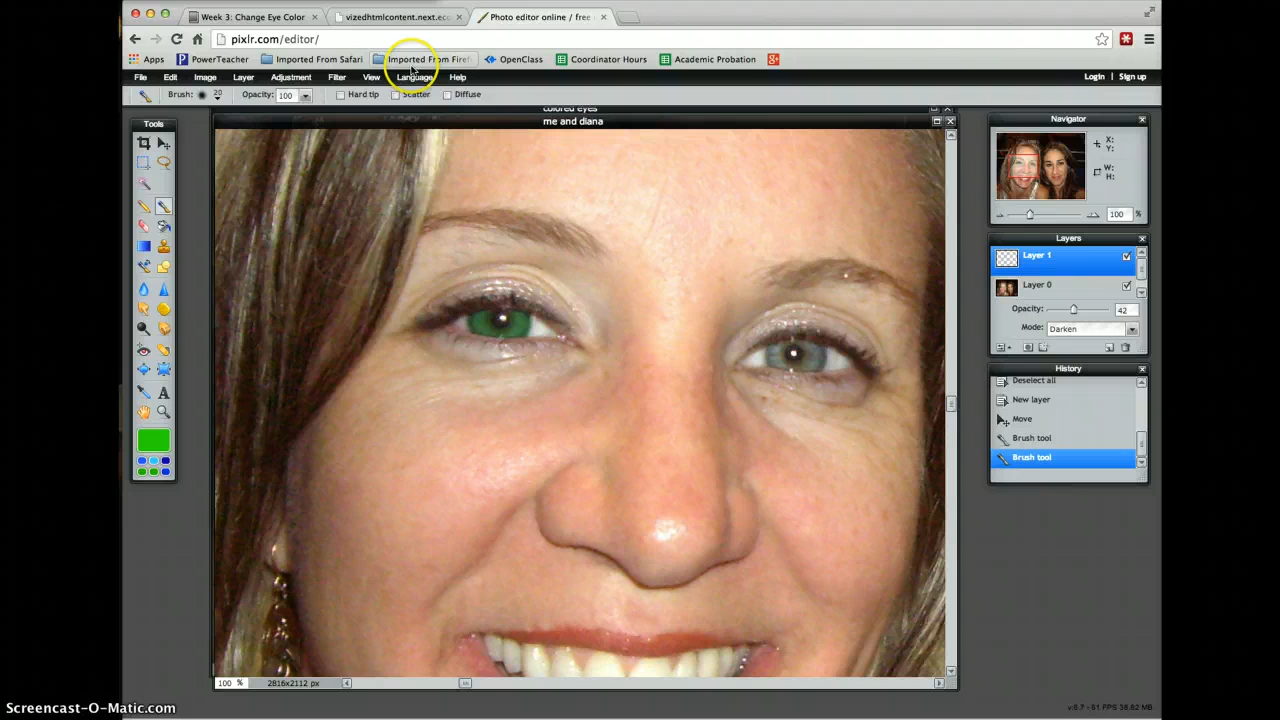 Week 3: Change Eye Color
vizedhtmlcontent.next.ecc
Photo editor online / free
pixlr.com/editor/
Apps PowerTeacher Imported From Safari Imported From Firef OpenClass Coordinator Hours Academic Probation
File Edit Image Layer Adjustment Filter View Language Help Login Sign up
Brush: 20 Opacity: 100 Hard tip Scatter Diffuse
colored eyes
me and diana
Tools
Navigator
X:
Y:
W:
H:
100 %
Layers
Layer 1
Layer 0
Opacity: 42
Mode: Darken
History
Deselect all
New layer
Move
Brush tool
Brush tool
100 % 2816x2112 px
Screencast-O-Matic.com